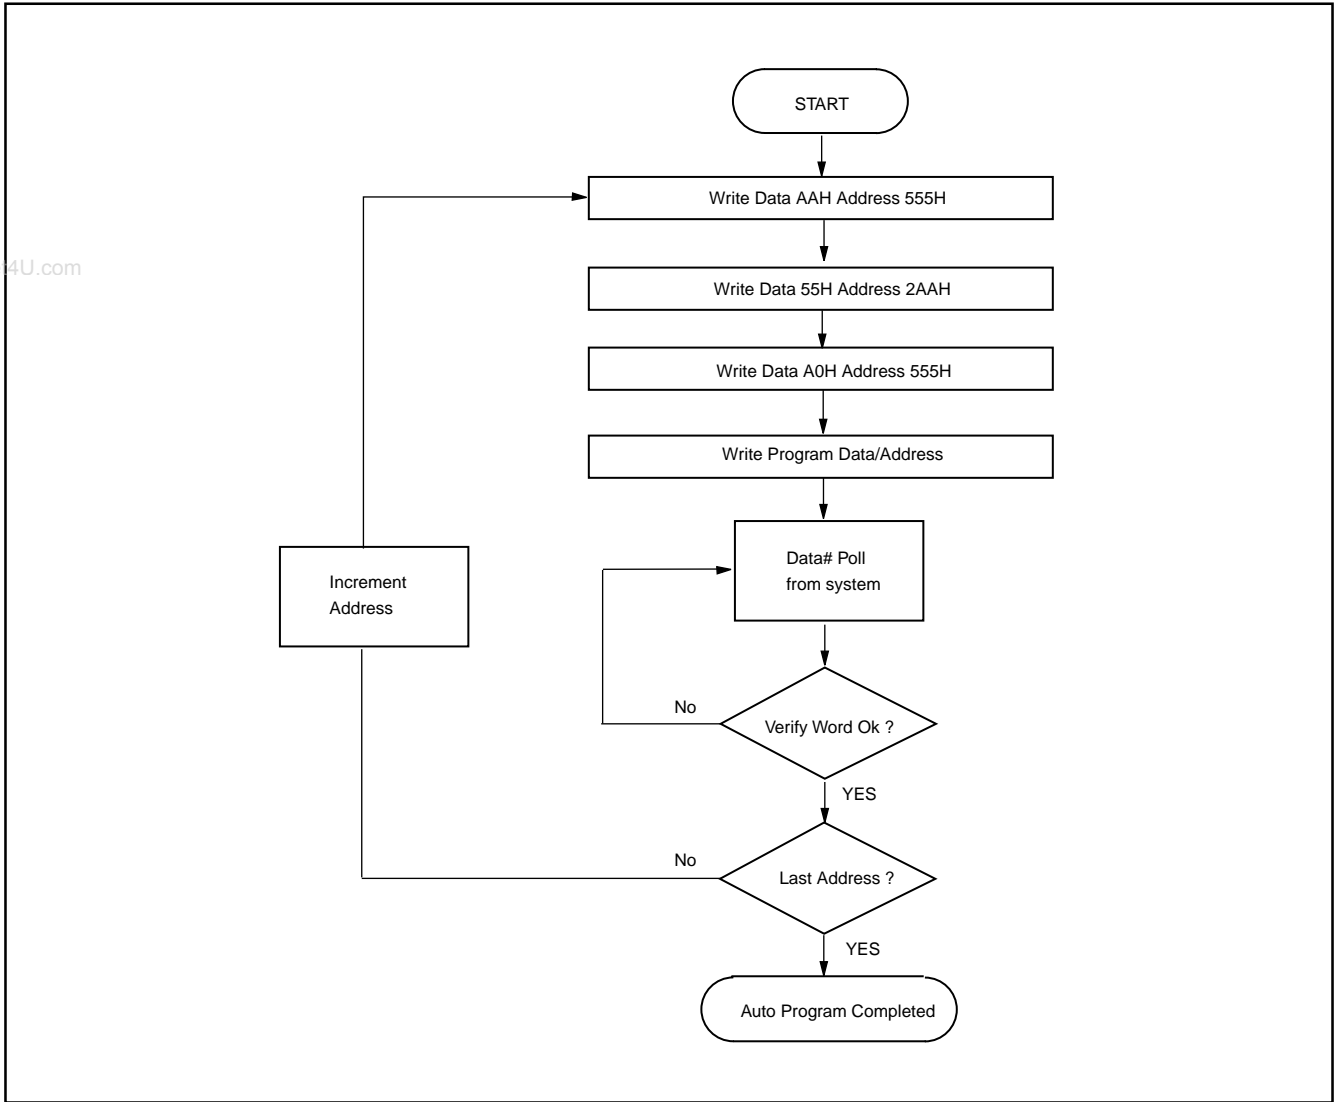 START
Write Data AAH Address 555H
4U.com
Write Data 55H Address 2AAH
Write Data A0H Address 555H
Write Program Data/Address
Data# Poll
from system
Increment
Address
No
Verify Word Ok ?
YES
No
Last Address ?
YES
Auto Program Completed